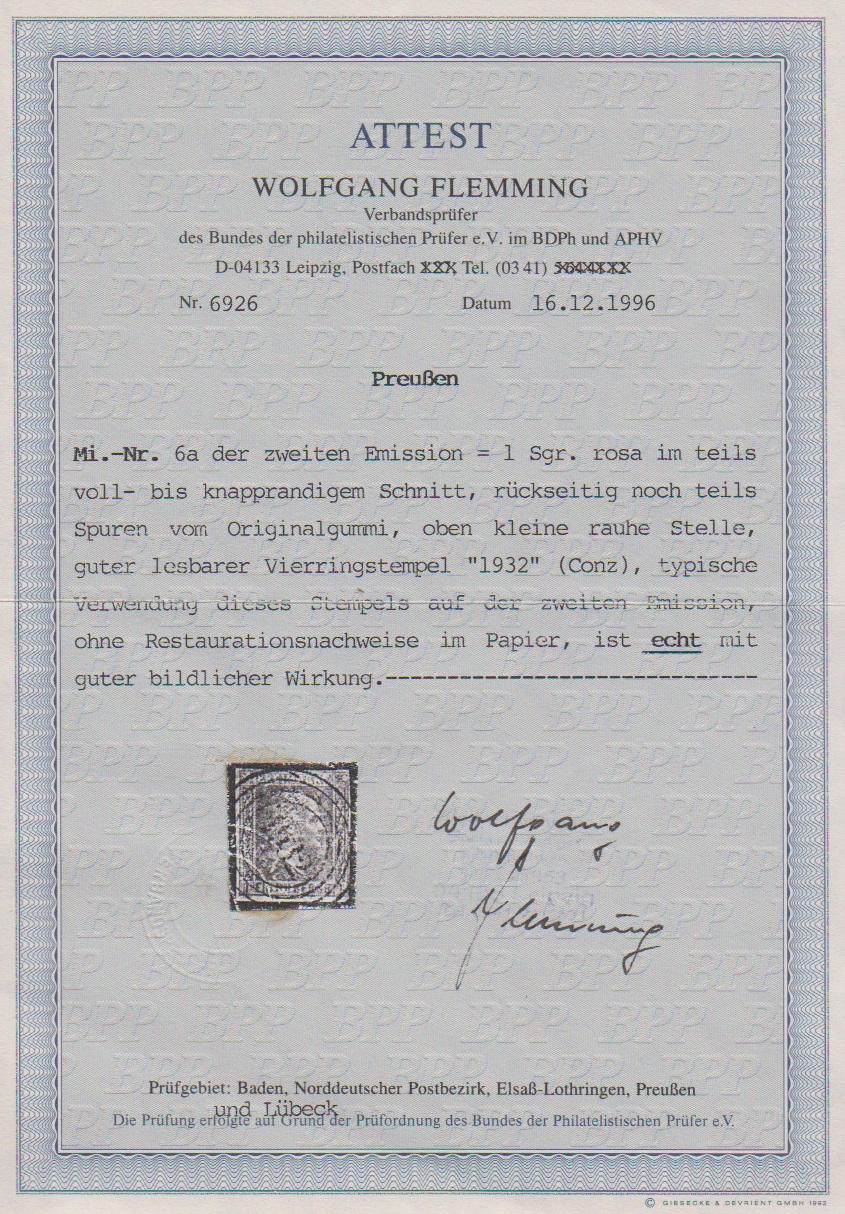 ATTEST
WOLFGANG FLEMMING
Verbandsprüfer
des Bundes der philatelistischen Prüfer e.V. im BDPh und APHV
D-04133 Leipzig, Postfach Tel. (03 41)
Nr. 6926 Datum 16.12.1996
Preußen
Mi.-Nr. 6a der zweiten Emission = 1 Sgr. rosa im teils
voll- bis knapprandigem Schnitt, rückseitig noch teils
Spuren vom Originalgummi, oben kleine rauhe Stelle,
guter lesbarer Vierringstempel "1932" (Conz), typische
Verwendung dieses Stempels auf der zweiten Emission,
ohne Restaurationsnachweise im Papier, ist echt mit
guter bildlicher Wirkung.------------------------------
Wolfgang
Flemming
Prüfgebiet: Baden, Norddeutscher Postbezirk, Elsaß-Lothringen, Preußen
und Lübeck
Die Prüfung erfolgte auf Grund der Prüfordnung des Bundes der Philatelistischen Prüfer e.V.
© GIESECKE & DEVRIENT GMBH 1992